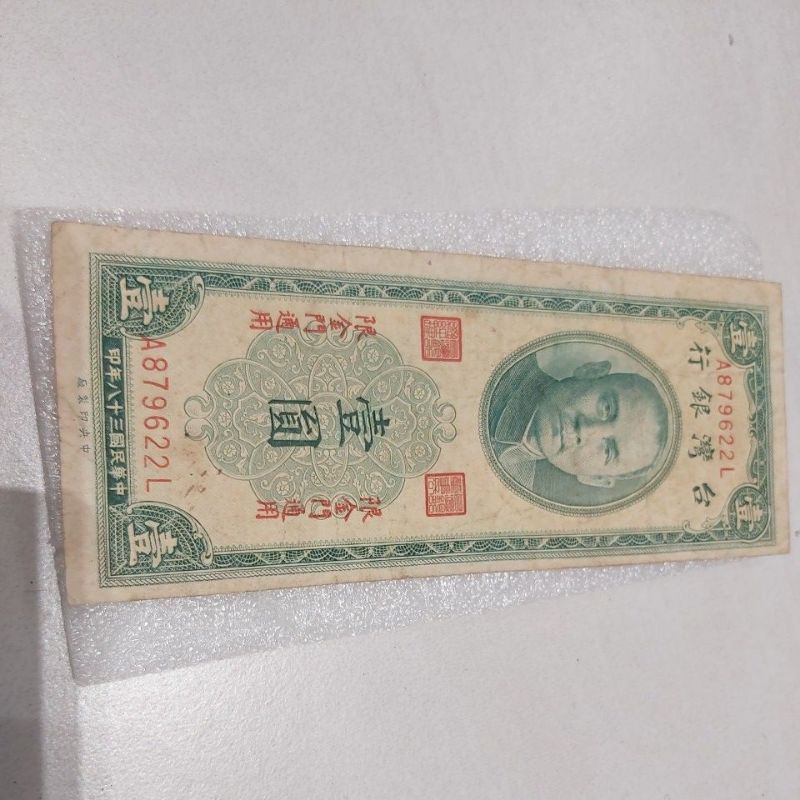 壹 壹
A879622L
台灣銀行
限金門通用
壹圓
限金門通用
A879622L
中華民國三十八年印
壹 壹
中央印製廠